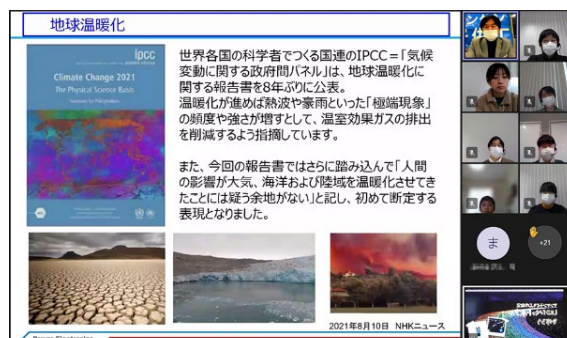 地球温暖化
ipcc
Climate Change 2021
The Physical Science Basis
世界各国の科学者でつくる国連のIPCC＝「気候
変動に関する政府間パネル」は、地球温暖化に
関する報告書を8年ぶりに公表。
温暖化が進めば熱波や豪雨といった「極端現象」
の頻度や強さが増すとして、温室効果ガスの排出
を削減するよう指摘しています。
また、今回の報告書ではさらに踏み込んで「人間
の影響が大気、海洋および陸域を温暖化させてき
たことには疑う余地がない」と記し、初めて断定する
表現となりました。
2021年8月10日 NHKニュース
Power Electronics
ま
+21